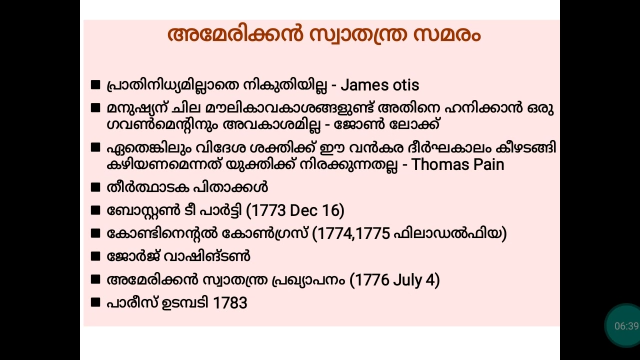 അമേരിക്കൻ സ്വാതന്ത്ര സമരം
■ പ്രാതിനിധ്യമില്ലാതെ നികുതിയില്ല - James otis
■ മനുഷ്യന് ചില മൗലികാവകാശങ്ങളുണ്ട് അതിനെ ഹനിക്കാൻ ഒരു
ഗവൺമെന്റിനും അവകാശമില്ല - ജോൺ ലോക്ക്
■ ഏതെങ്കിലും വിദേശ ശക്തിക്ക് ഈ വൻകര ദീർഘകാലം കീഴടങ്ങി
കഴിയണമെന്നത് യുക്തിക്ക് നിരക്കുന്നതല്ല - Thomas Pain
■ തീർത്ഥാടക പിതാക്കൾ
■ ബോസ്റ്റൺ ടീ പാർട്ടി (1773 Dec 16)
■ കോണ്ടിനെന്റൽ കോൺഗ്രസ് (1774,1775 ഫിലാഡൽഫിയ)
■ ജോർജ് വാഷിങ്ടൺ
■ അമേരിക്കൻ സ്വാതന്ത്ര പ്രഖ്യാപനം (1776 July 4)
■ പാരീസ് ഉടമ്പടി 1783
06:39